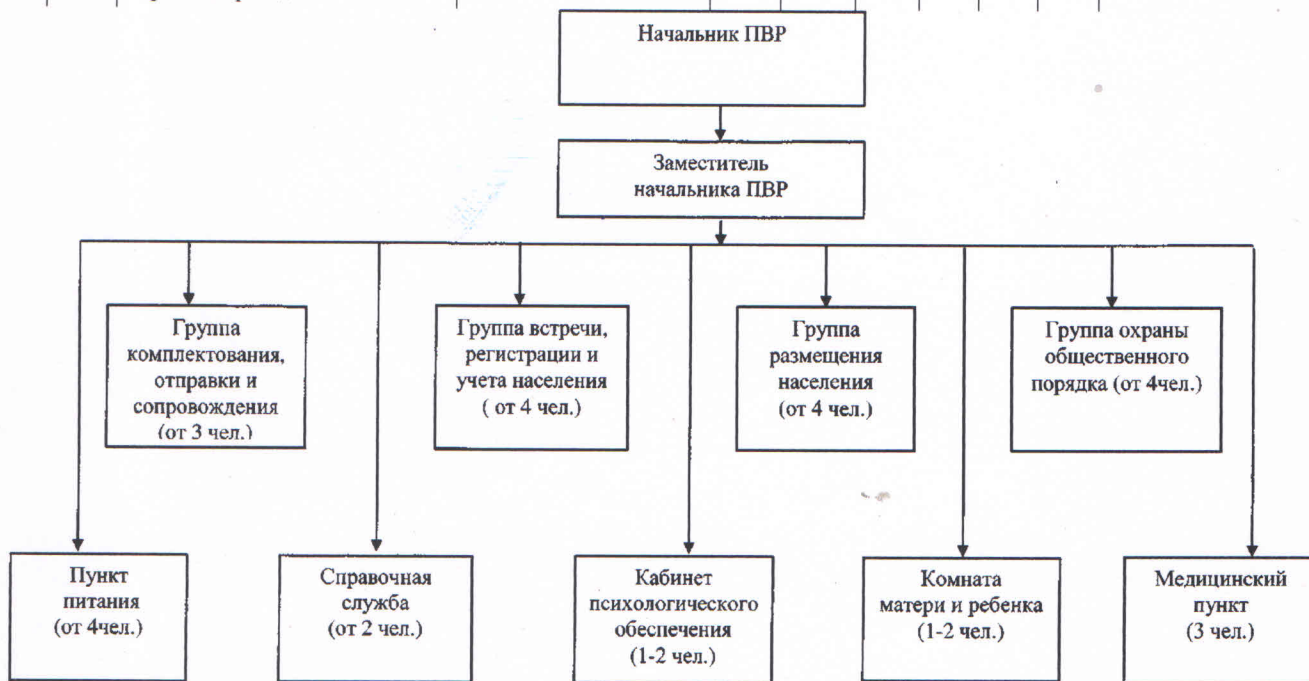 Начальник ПВР
Заместитель
начальника ПВР
Группа
комплектования,
отправки и
сопровождения
(от 3 чел.)
Группа встречи,
регистрации и
учета населения
( от 4 чел.)
Группа
размещения
населения
(от 4 чел.)
Группа охраны
общественного
порядка (от 4чел.)
Пункт
питания
(от 4чел.)
Справочная
служба
(от 2 чел.)
Кабинет
психологического
обеспечения
(1-2 чел.)
Комната
матери и ребенка
(1-2 чел.)
Медицинский
пункт
(3 чел.)